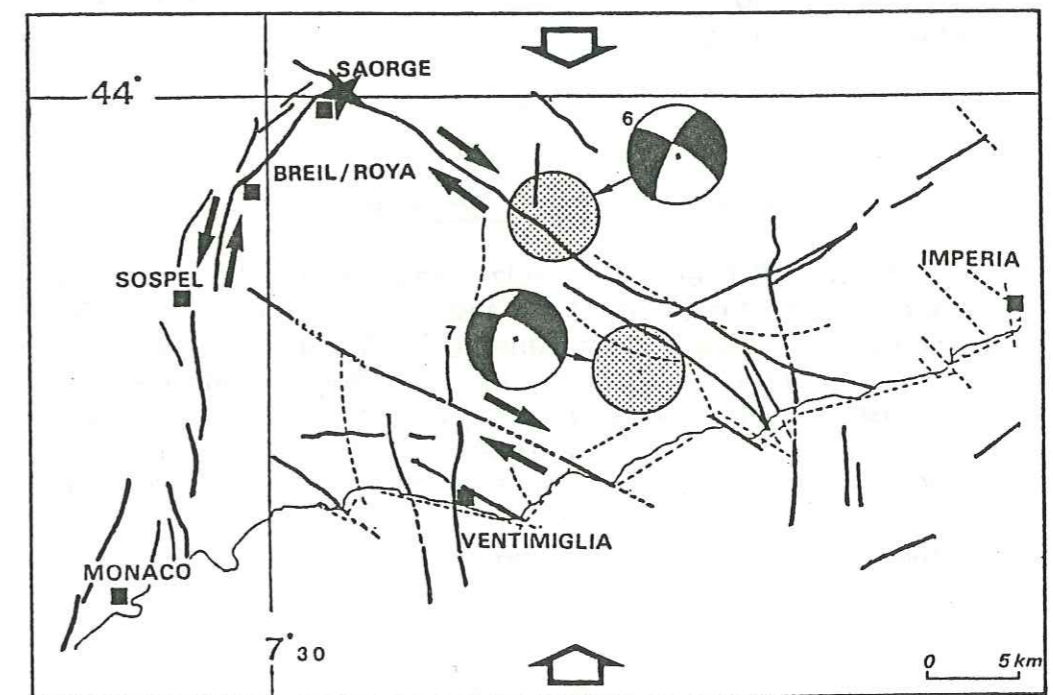 SAORGE
44°
6
BREIL/ROYA
IMPERIA
SOSPEL
7
VENTIMIGLIA
MONACO
7°30
0 5 km